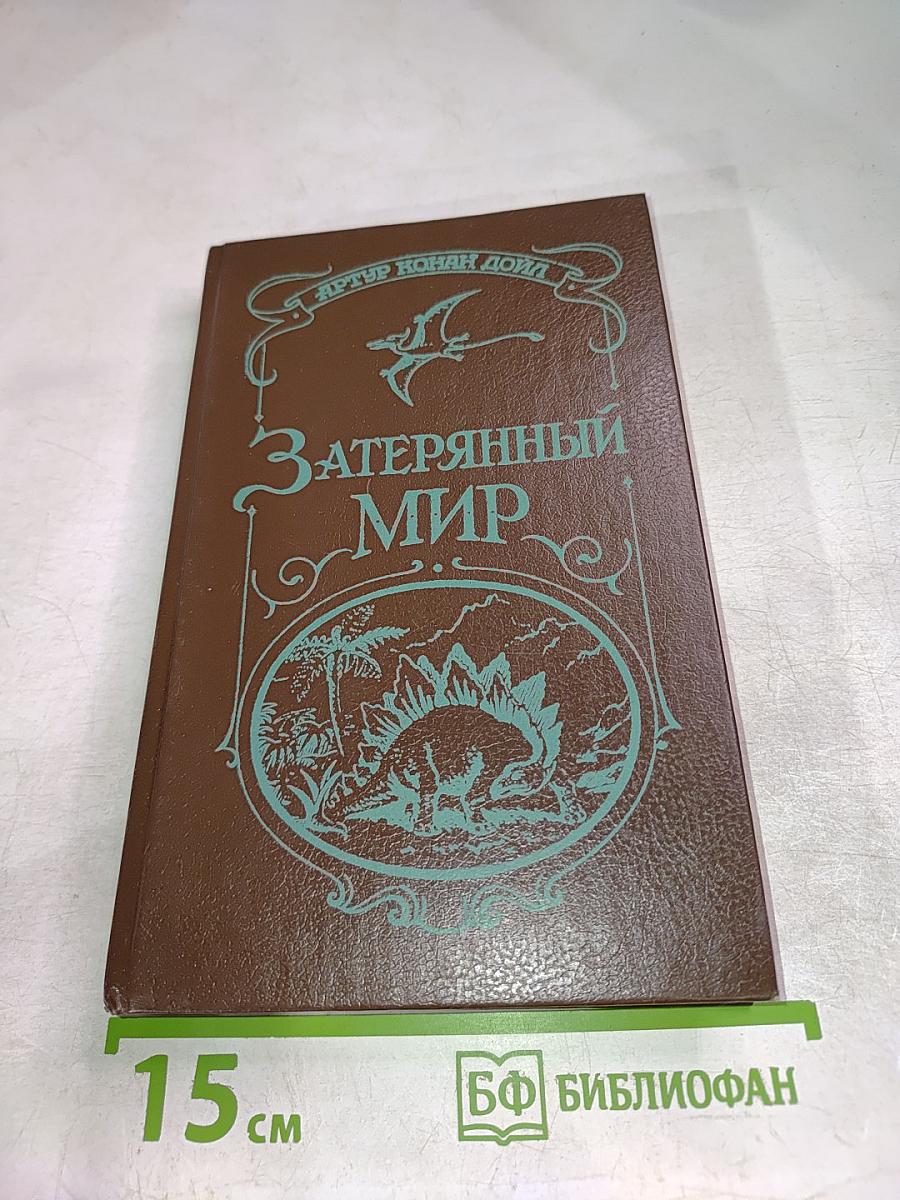 АРТУР КОНАН ДОЙЛ
ЗАТЕРЯННЫЙ
МИР
15 см
БФ БИБЛИОФАН